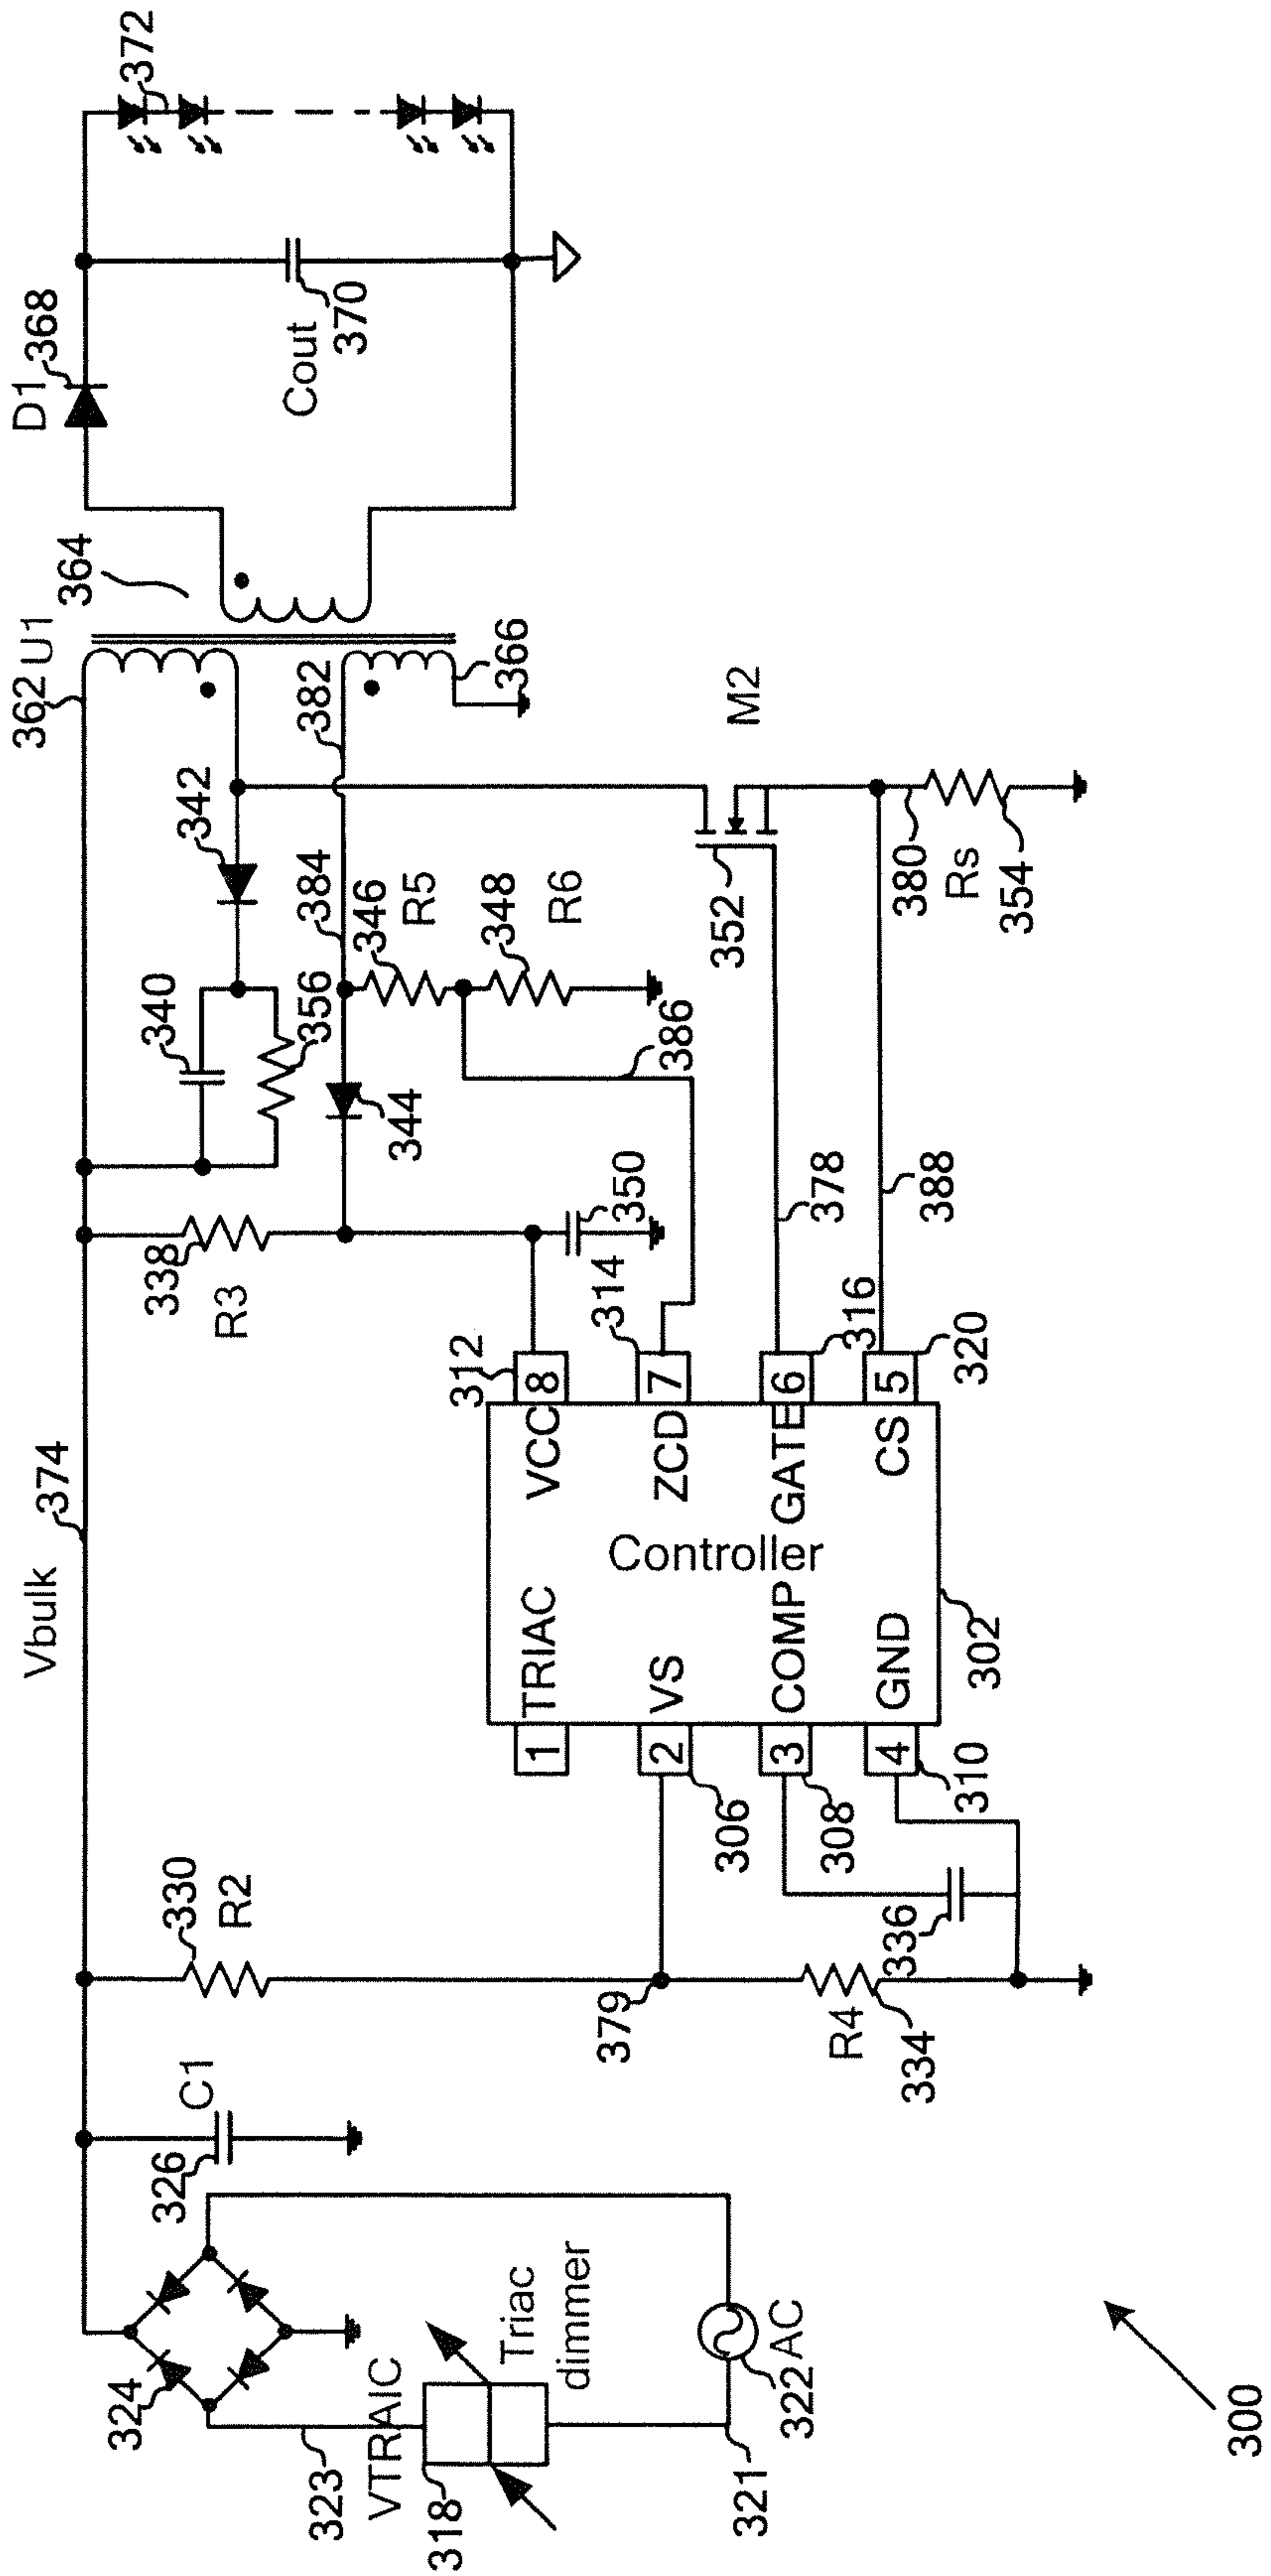 Vbulk
374
362
U1
364
D1
368
372
324
326
C1
330
R2
338
R3
340
356
342
382
384
344
346
R5
348
R6
386
366
Cout
370
323
VTRAIC
318
Triac
dimmer
321
322
AC
379
R4
334
336
306
308
310
1
2
3
4
TRIAC
VS
COMP
GND
Controller
302
VCC
ZCD
GATE
CS
8
7
6
5
312
314
316
320
350
378
388
352
M2
380
Rs
354
300